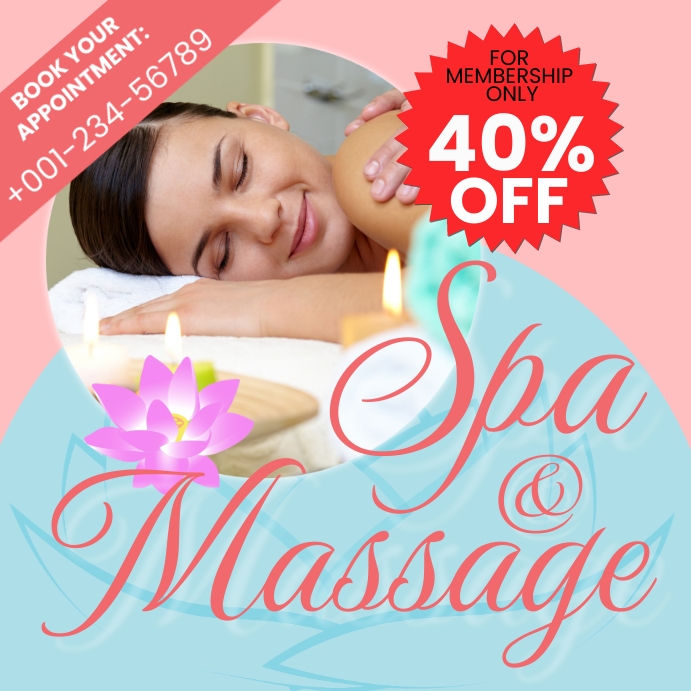 BOOK YOUR
APPOINTMENT:
+001-234-56789
FOR
MEMBERSHIP
ONLY
40%
OFF
Spa
&
Massage